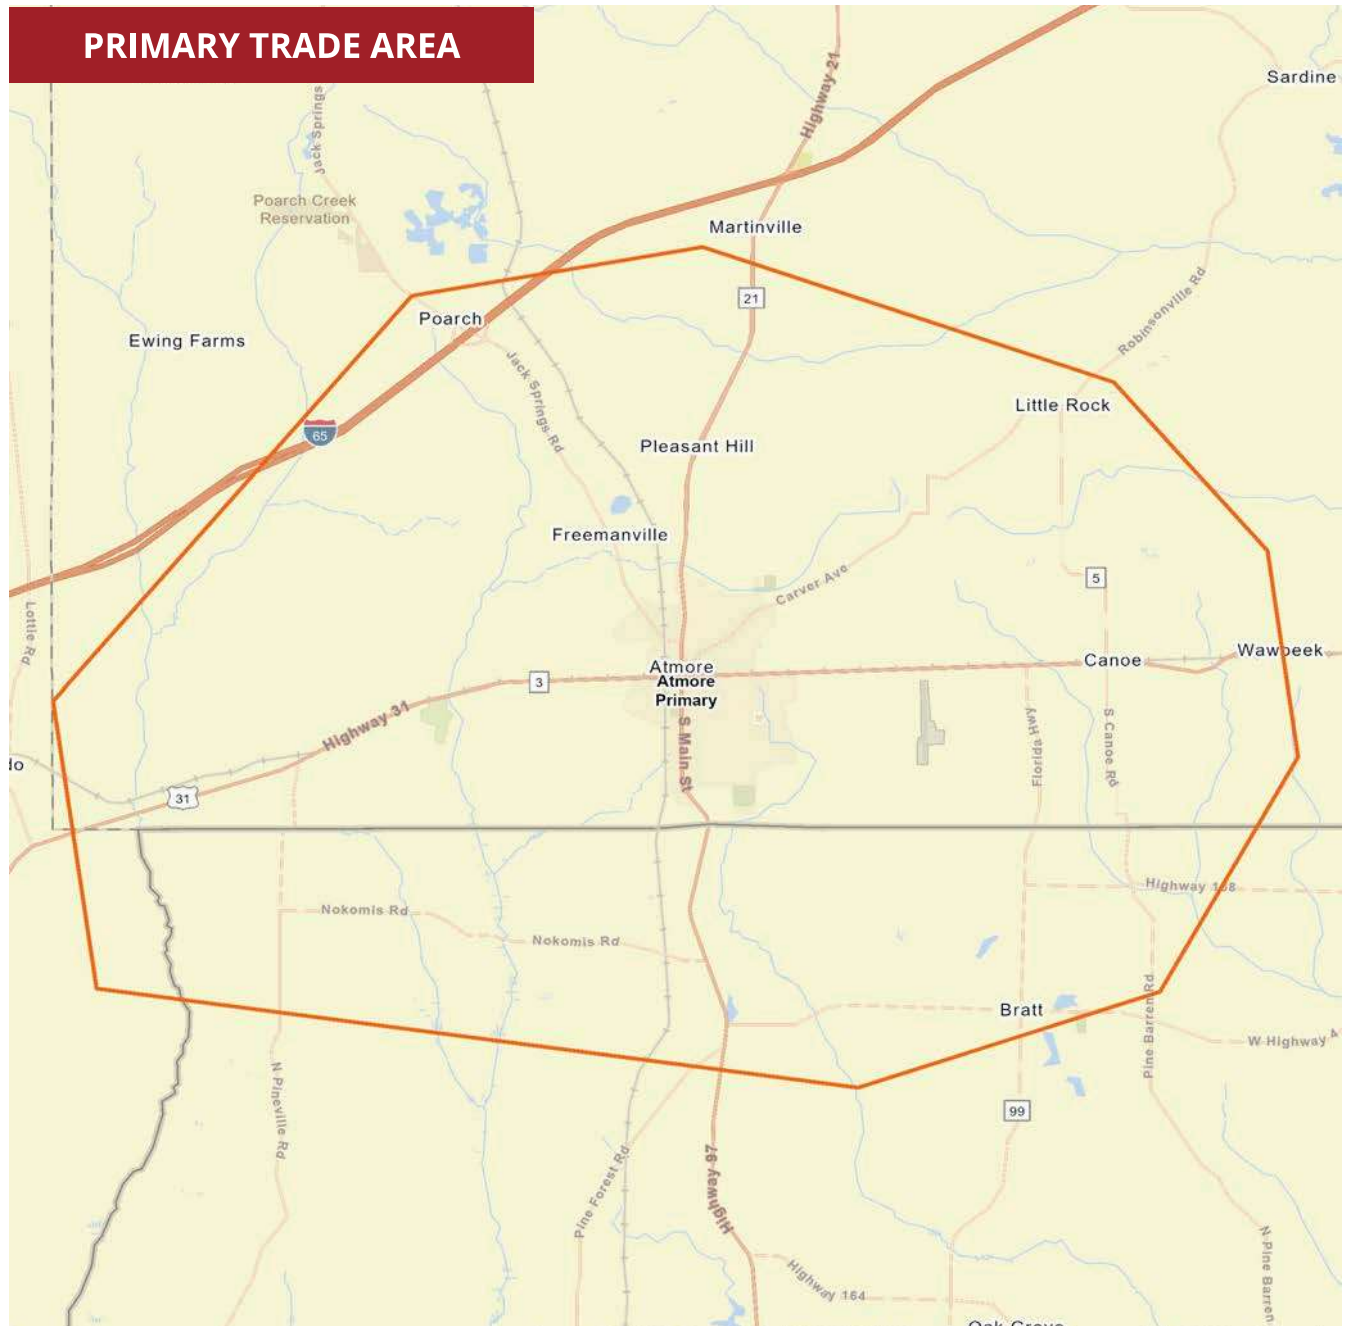 PRIMARY TRADE AREA
Highway 21
Sardine
Jack Springs
Poarch Creek
Reservation
Martinville
21
Robinsonville Rd
Poarch
Ewing Farms
Jack Springs Rd
Little Rock
65
Pleasant Hill
Freemanville
Carver Ave
5
Lottie Rd
Wawbeek
Canoe
Atmore
Atmore
Primary
3
Highway 31
S Main St
Florida Hwy
S Canoe Rd
do
31
Highway 168
Nokomis Rd
Nokomis Rd
Bratt
Pine Barren Rd
W Highway 4
N Pineville Rd
99
Pine Forest Rd
Highway 97
N Pine Barren
Highway 164
Oak Grove